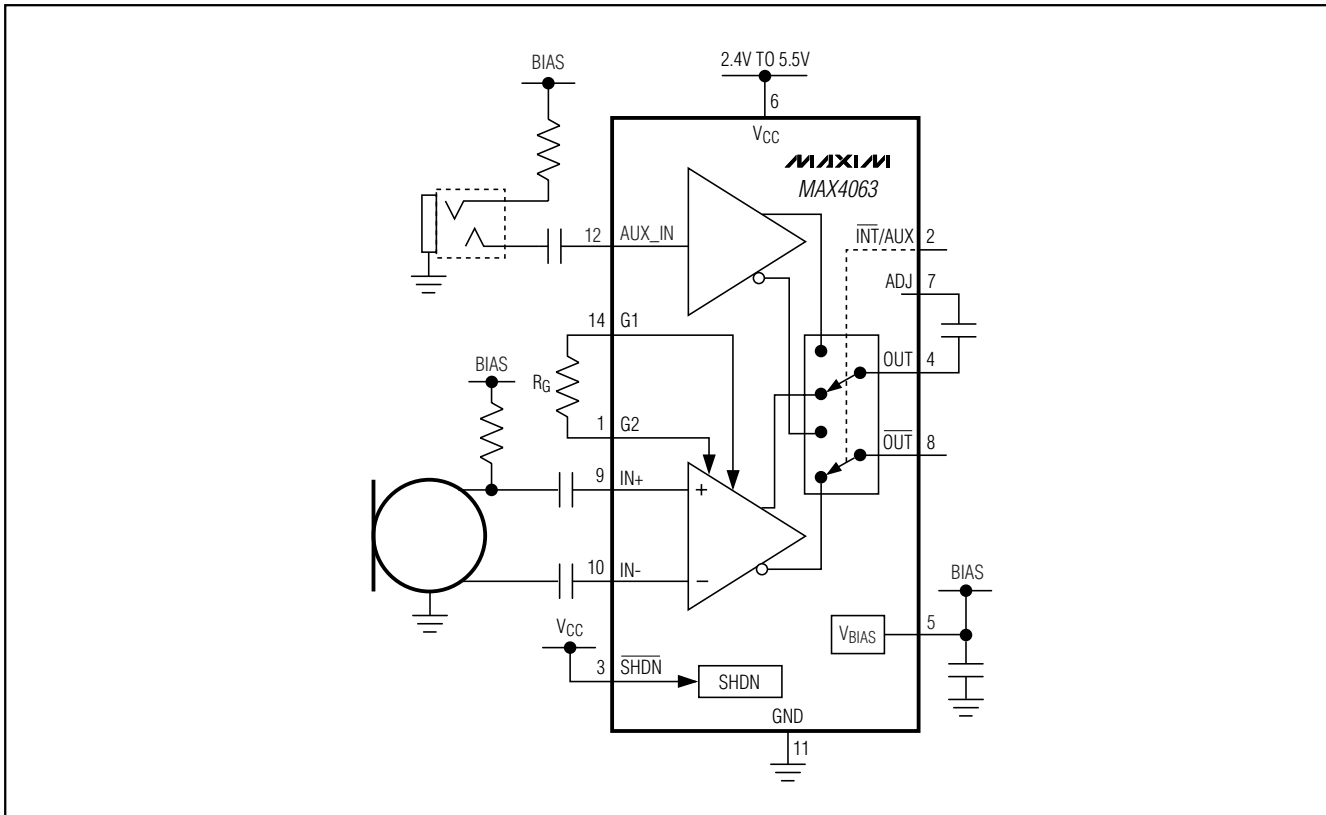 BIAS
2.4V TO 5.5V
6
VCC
MAXIM
MAX4063
12 AUX_IN
INT/AUX 2
ADJ 7
14 G1
OUT 4
BIAS
RG
1 G2
OUT 8
9 IN+
+
10 IN-
−
BIAS
VBIAS 5
VCC
3 SHDN
SHDN
GND
11